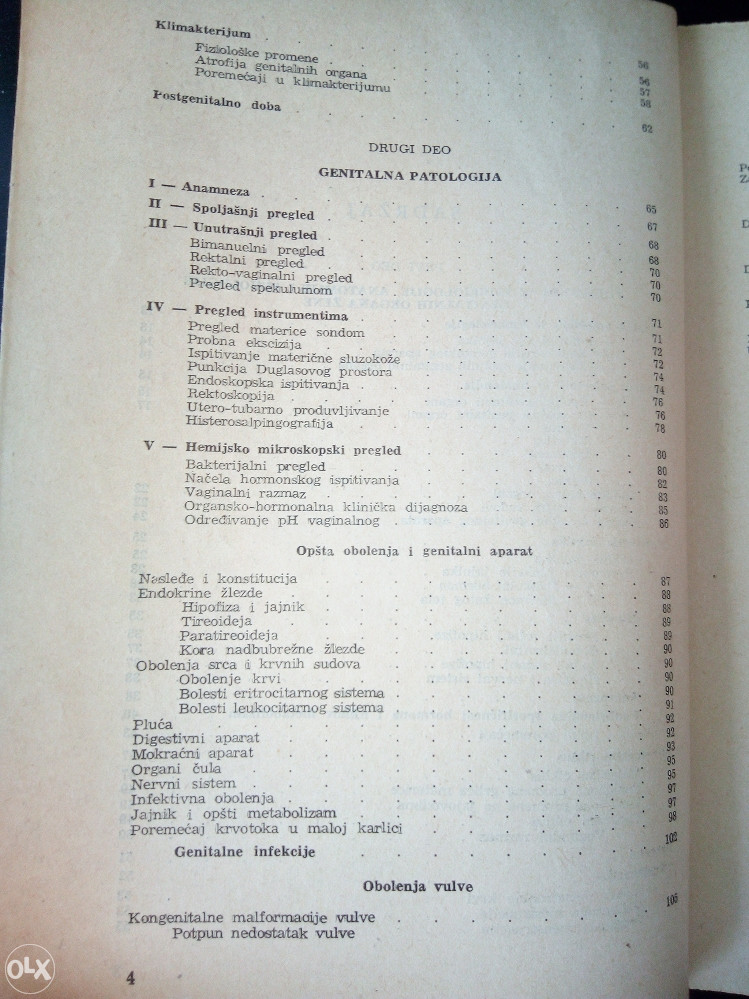 Klimakterijum . . . . . . . . . . . 56
Fiziološke promene . . . . . . . . . 56
Atrofija genitalnih organa . . . . . . . 57
Poremećaji u klimakterijumu . . . . . . 58
Postgenitalno doba . . . . . . . . . . 62
DRUGI DEO
GENITALNA PATOLOGIJA
I — Anamneza . . . . . . . . . . . 65
II — Spoljašnji pregled . . . . . . . . . 67
III — Unutrašnji pregled . . . . . . . . . 68
Bimanuelni pregled . . . . . . . . . 68
Rektalni pregled . . . . . . . . . . 70
Rekto-vaginalni pregled . . . . . . . . 70
Pregled spekulumom . . . . . . . . . 70
IV — Pregled instrumentima . . . . . . . . 71
Pregled materice sondom . . . . . . . 71
Probna ekscizija . . . . . . . . . . 72
Ispitivanje materične sluzokože . . . . . . 72
Punkcija Duglasovog prostora . . . . . . 74
Endoskopska ispitivanja . . . . . . . . 74
Rektoskopija . . . . . . . . . . . 76
Utero-tubarno produvljivanje . . . . . . 76
Histerosalpingografija . . . . . . . . 78
V — Hemijsko mikroskopski pregled . . . . . . 80
Bakterijalni pregled . . . . . . . . . 80
Načela hormonskog ispitivanja . . . . . . 82
Vaginalni razmaz . . . . . . . . . . 83
Organsko-hormonalna klinička dijagnoza . . . . 85
Određivanje pH vaginalnog . . . . . . . 86
Opšta obolenja i genitalni aparat
Nasleđe i konstitucija . . . . . . . . . 87
Endokrine žlezde . . . . . . . . . . 88
Hipofiza i jajnik . . . . . . . . . . 88
Tireoideja . . . . . . . . . . . . 89
Paratireoideja . . . . . . . . . . . 89
Kora nadbubrežne žlezde . . . . . . . . 90
Obolenja srca i krvnih sudova . . . . . . . 90
Obolenje krvi . . . . . . . . . . . 90
Bolesti eritrocitarnog sistema . . . . . . . 90
Bolesti leukocitarnog sistema . . . . . . . 91
Pluća . . . . . . . . . . . . . 92
Digestivni aparat . . . . . . . . . . 92
Mokraćni aparat . . . . . . . . . . 93
Organi čula . . . . . . . . . . . 95
Nervni sistem . . . . . . . . . . . 95
Infektivna obolenja . . . . . . . . . . 97
Jajnik i opšti metabolizam . . . . . . . . 97
Poremećaj krvotoka u maloj karlici . . . . . . 98
Genitalne infekcije . . . . . . . . . 102
Obolenja vulve
Kongenitalne malformacije vulve . . . . . . 105
Potpun nedostatak vulve
4
OLX